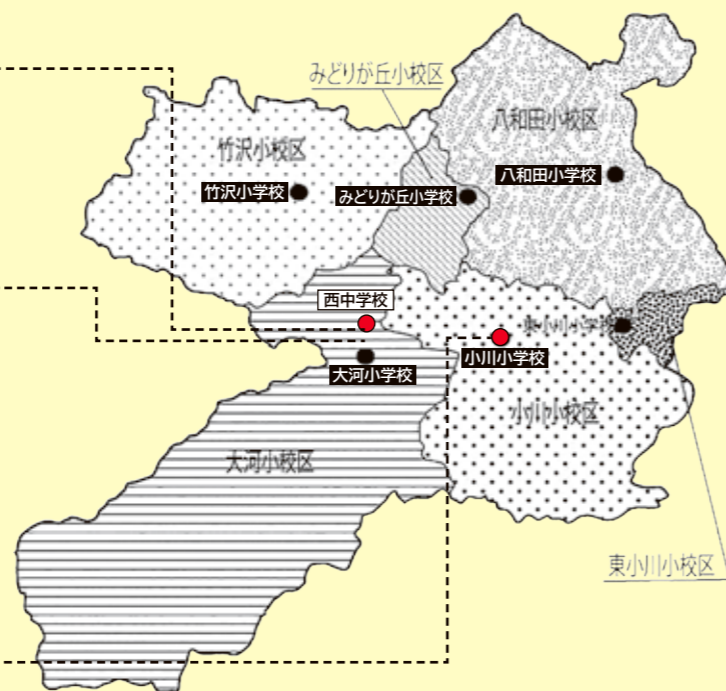 みどりが丘小校区
八和田小校区
竹沢小校区
八和田小学校
竹沢小学校
みどりが丘小学校
西中学校
東小川小学校
小川小学校
大河小学校
小川小校区
大河小校区
東小川小校区